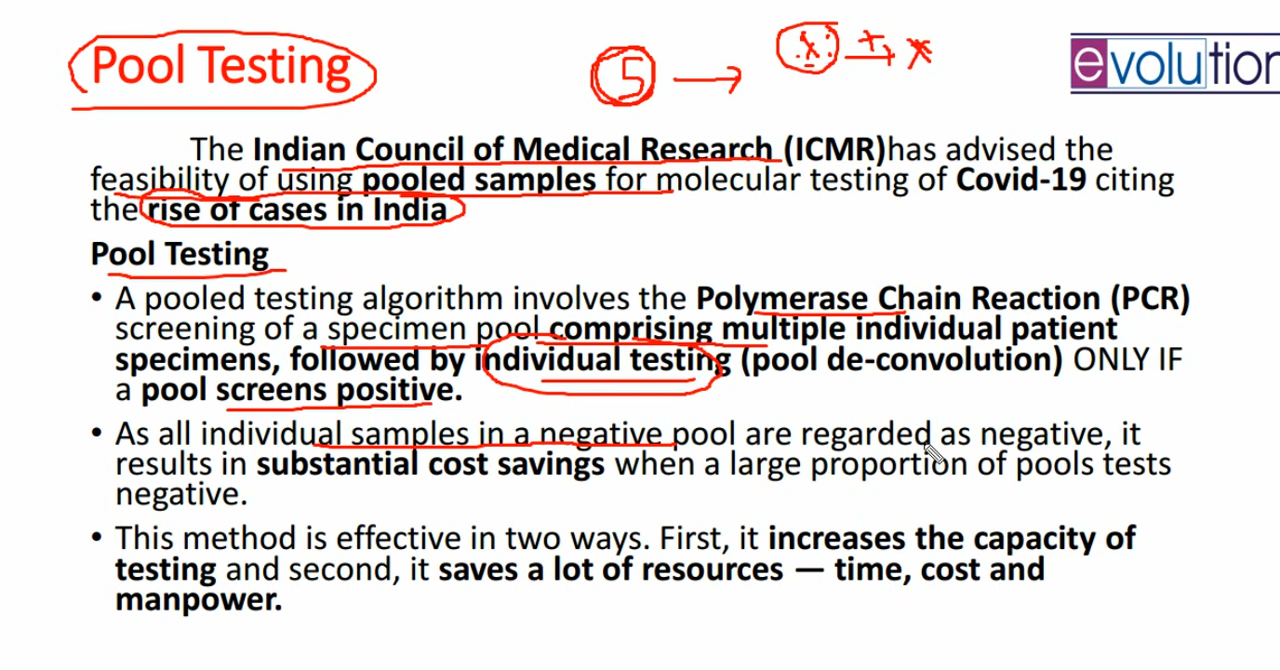 Pool Testing
5
evolution
The Indian Council of Medical Research (ICMR)has advised the
feasibility of using pooled samples for molecular testing of Covid-19 citing
the rise of cases in India
Pool Testing
• A pooled testing algorithm involves the Polymerase Chain Reaction (PCR)
screening of a specimen pool comprising multiple individual patient
specimens, followed by individual testing (pool de-convolution) ONLY IF
a pool screens positive.
• As all individual samples in a negative pool are regarded as negative, it
results in substantial cost savings when a large proportion of pools tests
negative.
• This method is effective in two ways. First, it increases the capacity of
testing and second, it saves a lot of resources — time, cost and
manpower.